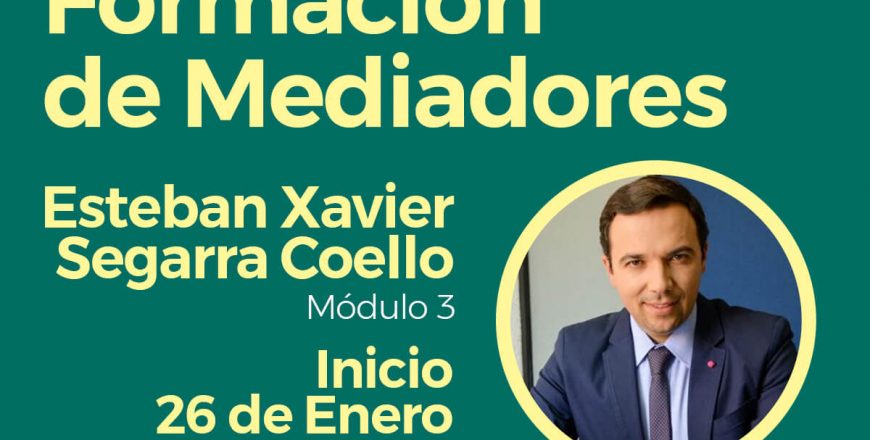 Formación
de Mediadores
Esteban Xavier
Segarra Coello
Módulo 3
Inicio
26 de Enero